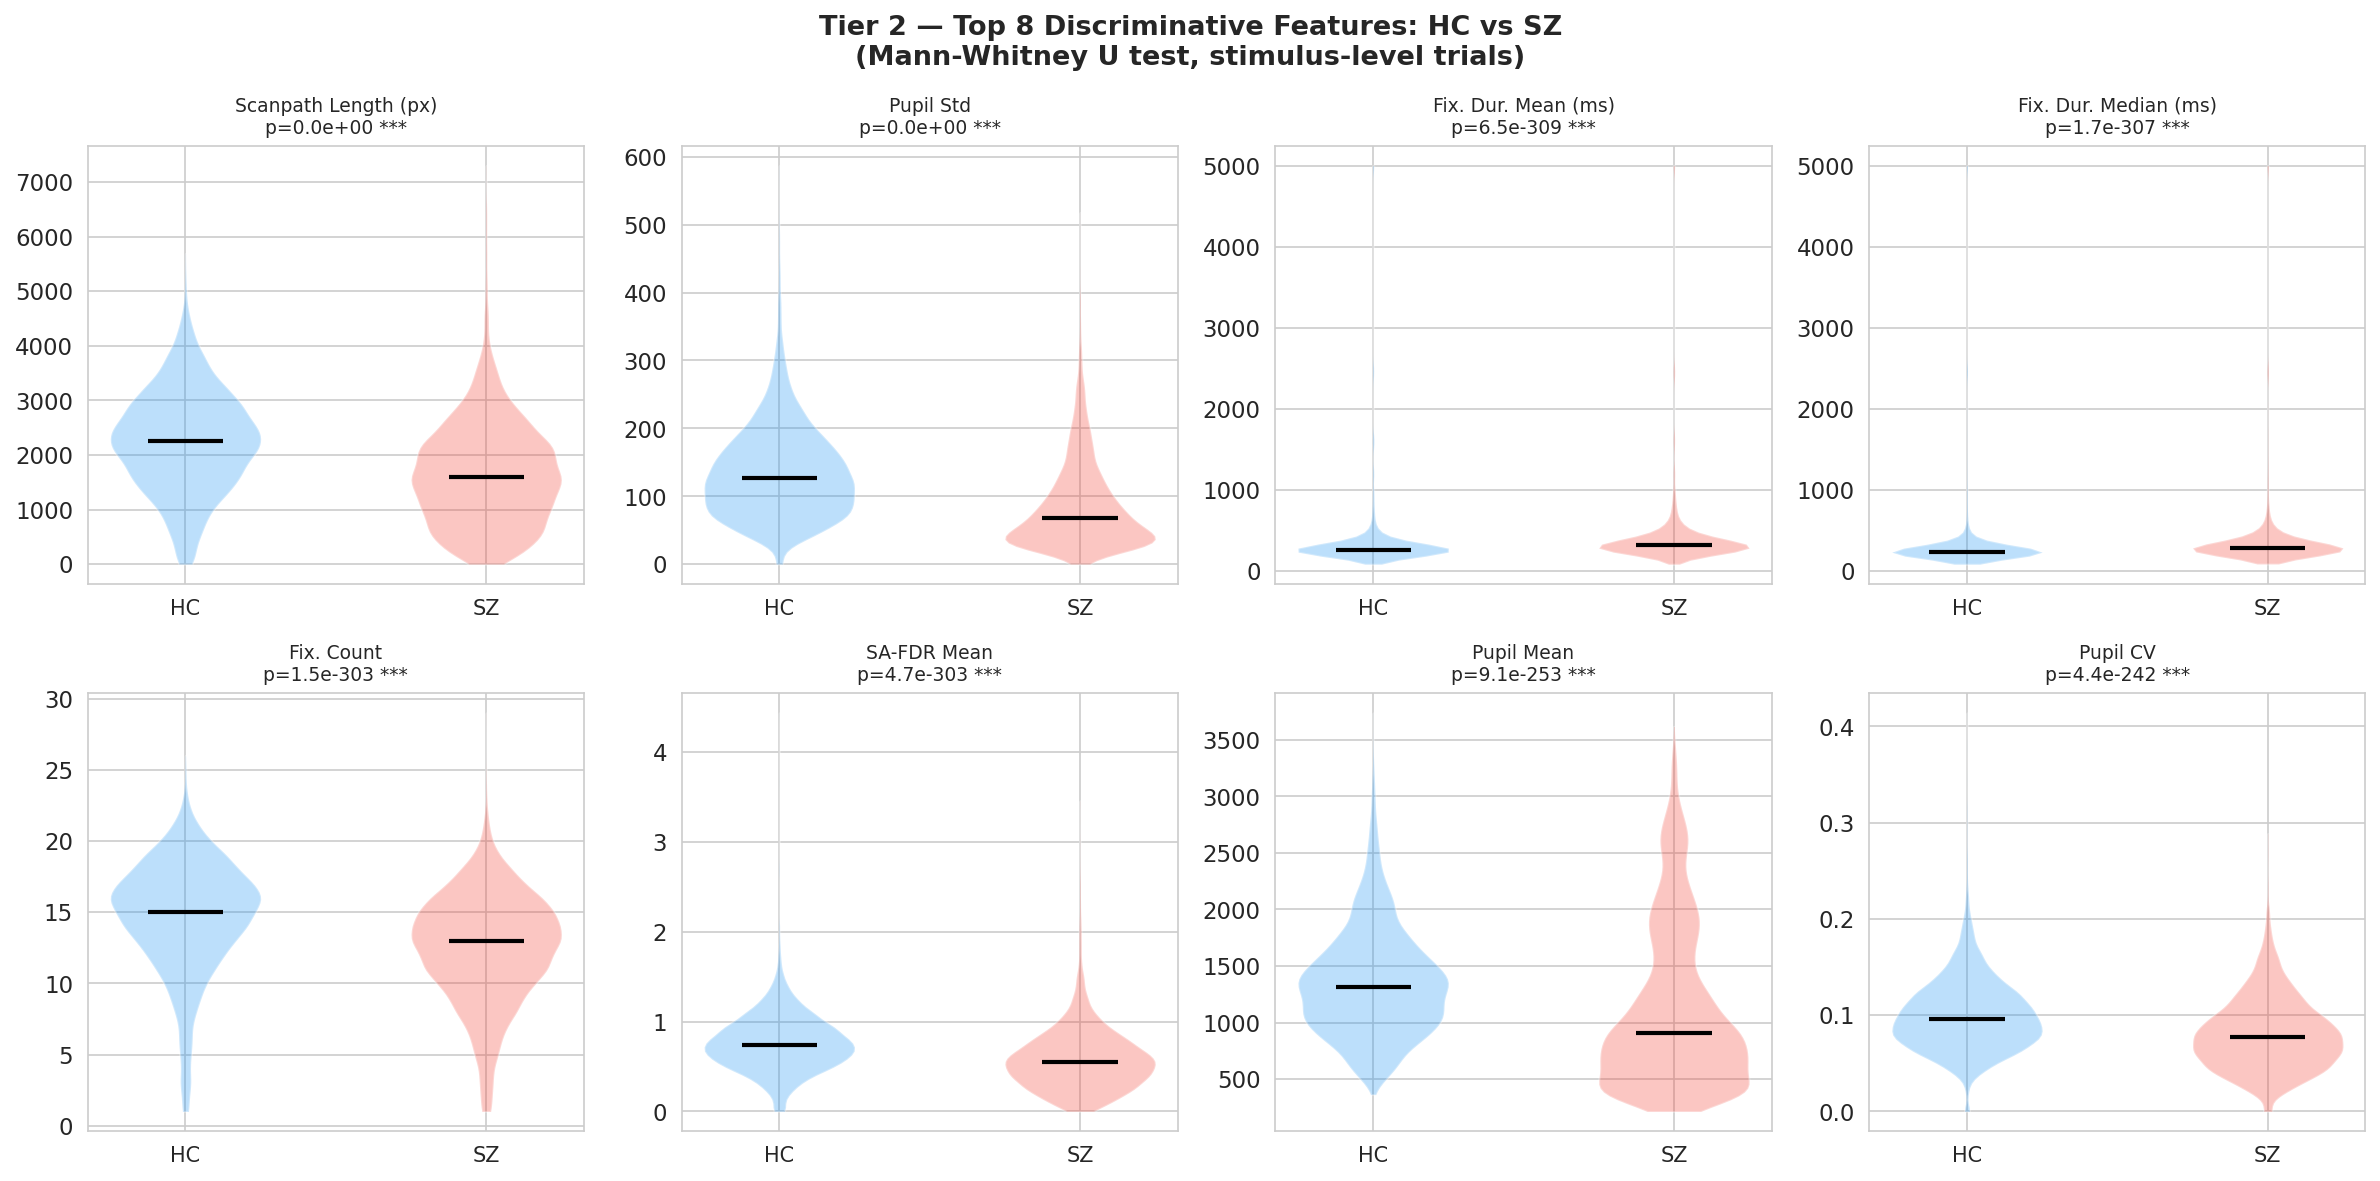 Tier 2 — Top 8 Discriminative Features: HC vs SZ
(Mann-Whitney U test, stimulus-level trials)
Scanpath Length (px)
p=0.0e+00 ***
7000
6000
5000
4000
3000
2000
1000
0
HC SZ
Pupil Std
p=0.0e+00 ***
600
500
400
300
200
100
0
HC SZ
Fix. Dur. Mean (ms)
p=6.5e-309 ***
5000
4000
3000
2000
1000
0
HC SZ
Fix. Dur. Median (ms)
p=1.7e-307 ***
5000
4000
3000
2000
1000
0
HC SZ
Fix. Count
p=1.5e-303 ***
30
25
20
15
10
5
0
HC SZ
SA-FDR Mean
p=4.7e-303 ***
4
3
2
1
0
HC SZ
Pupil Mean
p=9.1e-253 ***
3500
3000
2500
2000
1500
1000
500
HC SZ
Pupil CV
p=4.4e-242 ***
0.4
0.3
0.2
0.1
0.0
HC SZ